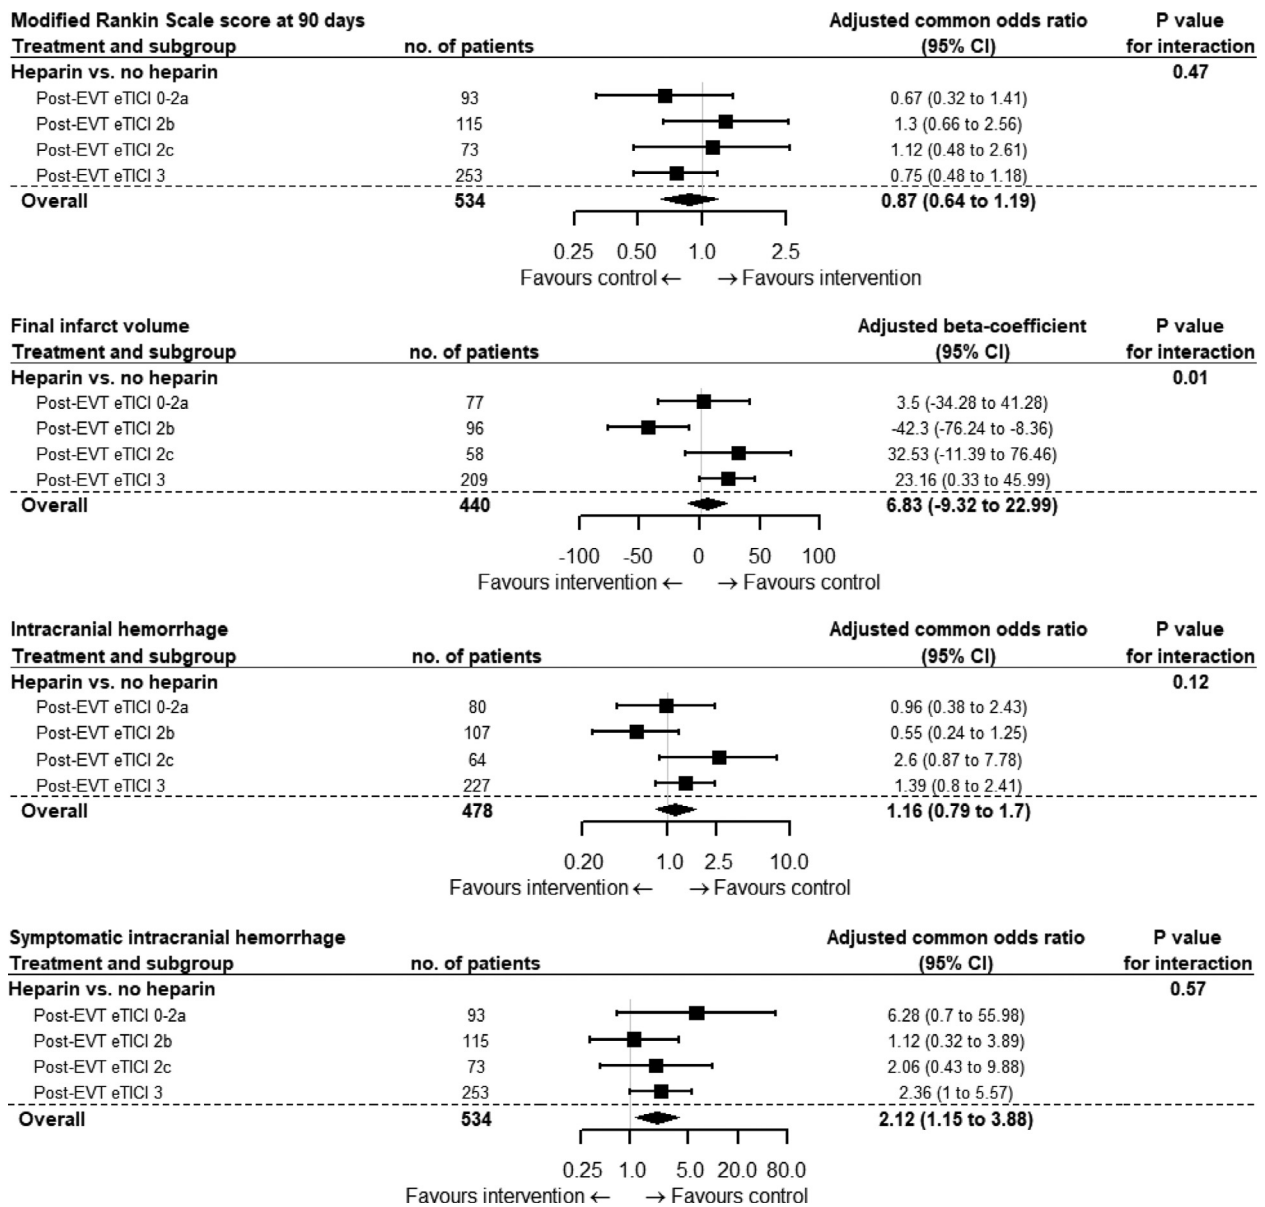 Modified Rankin Scale score at 90 days Adjusted common odds ratio P value
Treatment and subgroup no. of patients (95% CI) for interaction
Heparin vs. no heparin 0.47
Post-EVT eTICI 0-2a 93 0.67 (0.32 to 1.41)
Post-EVT eTICI 2b 115 1.3 (0.66 to 2.56)
Post-EVT eTICI 2c 73 1.12 (0.48 to 2.61)
Post-EVT eTICI 3 253 0.75 (0.48 to 1.18)
Overall 534 0.87 (0.64 to 1.19)
0.25 0.50 1.0 2.5
Favours control ← → Favours intervention
Final infarct volume Adjusted beta-coefficient P value
Treatment and subgroup no. of patients (95% CI) for interaction
Heparin vs. no heparin 0.01
Post-EVT eTICI 0-2a 77 3.5 (-34.28 to 41.28)
Post-EVT eTICI 2b 96 -42.3 (-76.24 to -8.36)
Post-EVT eTICI 2c 58 32.53 (-11.39 to 76.46)
Post-EVT eTICI 3 209 23.16 (0.33 to 45.99)
Overall 440 6.83 (-9.32 to 22.99)
-100 -50 0 50 100
Favours intervention ← → Favours control
Intracranial hemorrhage Adjusted common odds ratio P value
Treatment and subgroup no. of patients (95% CI) for interaction
Heparin vs. no heparin 0.12
Post-EVT eTICI 0-2a 80 0.96 (0.38 to 2.43)
Post-EVT eTICI 2b 107 0.55 (0.24 to 1.25)
Post-EVT eTICI 2c 64 2.6 (0.87 to 7.78)
Post-EVT eTICI 3 227 1.39 (0.8 to 2.41)
Overall 478 1.16 (0.79 to 1.7)
0.20 1.0 2.5 10.0
Favours intervention ← → Favours control
Symptomatic intracranial hemorrhage Adjusted common odds ratio P value
Treatment and subgroup no. of patients (95% CI) for interaction
Heparin vs. no heparin 0.57
Post-EVT eTICI 0-2a 93 6.28 (0.7 to 55.98)
Post-EVT eTICI 2b 115 1.12 (0.32 to 3.89)
Post-EVT eTICI 2c 73 2.06 (0.43 to 9.88)
Post-EVT eTICI 3 253 2.36 (1 to 5.57)
Overall 534 2.12 (1.15 to 3.88)
0.25 1.0 5.0 20.0 80.0
Favours intervention ← → Favours control